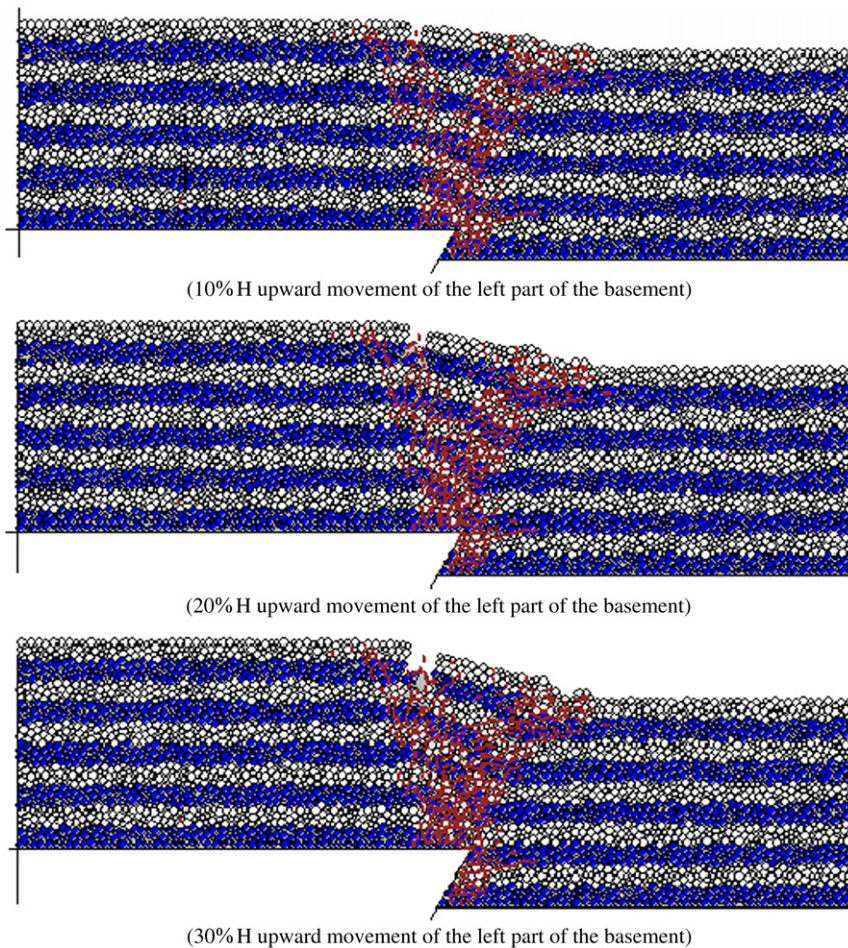 (10% H upward movement of the left part of the basement)
(20% H upward movement of the left part of the basement)
(30% H upward movement of the left part of the basement)